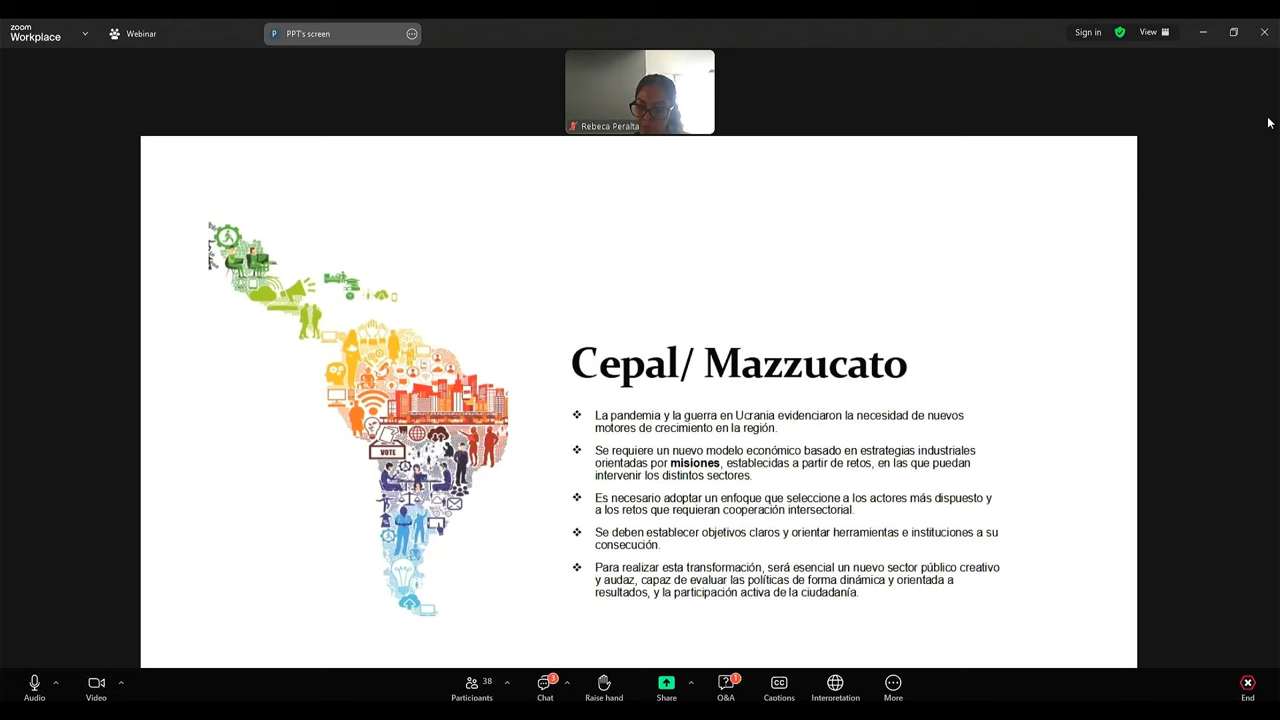 zoom
Workplace
Webinar
P PPT's screen
Sign in
View
Rebeca Peralta
VOTE
Cepal/ Mazzucato
La pandemia y la guerra en Ucrania evidenciaron la necesidad de nuevos
motores de crecimiento en la región.
Se requiere un nuevo modelo económico basado en estrategias industriales
orientadas por misiones, establecidas a partir de retos, en las que puedan
intervenir los distintos sectores.
Es necesario adoptar un enfoque que seleccione a los actores más dispuesto y
a los retos que requieran cooperación intersectorial.
Se deben establecer objetivos claros y orientar herramientas e instituciones a su
consecución.
Para realizar esta transformación, será esencial un nuevo sector público creativo
y audaz, capaz de evaluar las políticas de forma dinámica y orientada a
resultados, y la participación activa de la ciudadanía.
38
3
1
Audio
Video
Participants
Chat
Raise hand
Share
Q&A
Captions
Interpretation
More
End